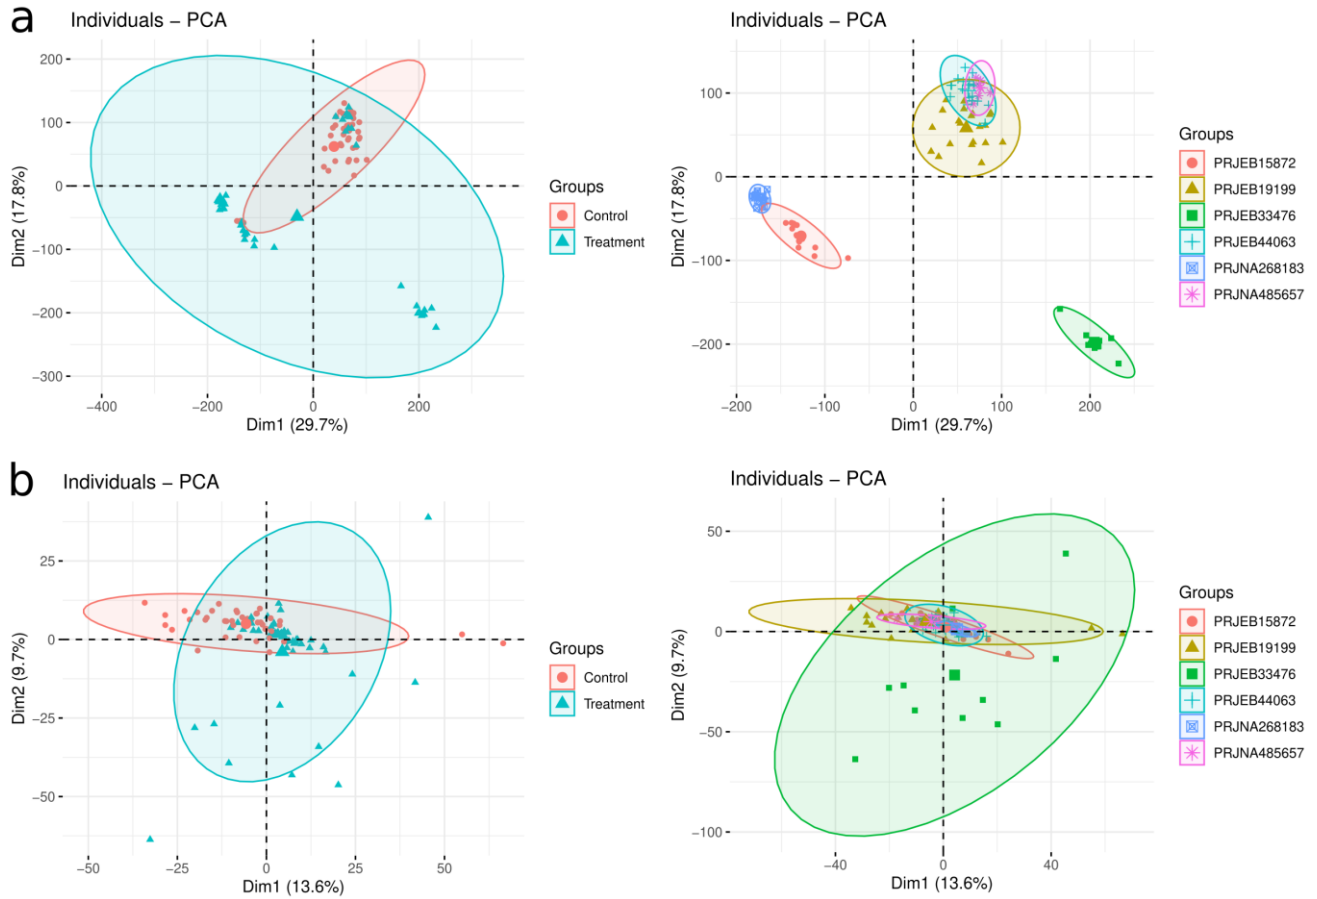 a
Individuals – PCA
200
100
0
−100
−200
−300
Dim2 (17.8%)
−400
−200
0
200
Dim1 (29.7%)
Groups
Control
Treatment
Individuals – PCA
100
0
−100
−200
Dim2 (17.8%)
−200
−100
0
100
200
Dim1 (29.7%)
Groups
PRJEB15872
PRJEB19199
PRJEB33476
PRJEB44063
PRJNA268183
PRJNA485657
b
Individuals – PCA
25
0
−25
−50
Dim2 (9.7%)
−50
−25
0
25
50
Dim1 (13.6%)
Groups
Control
Treatment
Individuals – PCA
50
0
−50
−100
Dim2 (9.7%)
−40
0
40
Dim1 (13.6%)
Groups
PRJEB15872
PRJEB19199
PRJEB33476
PRJEB44063
PRJNA268183
PRJNA485657